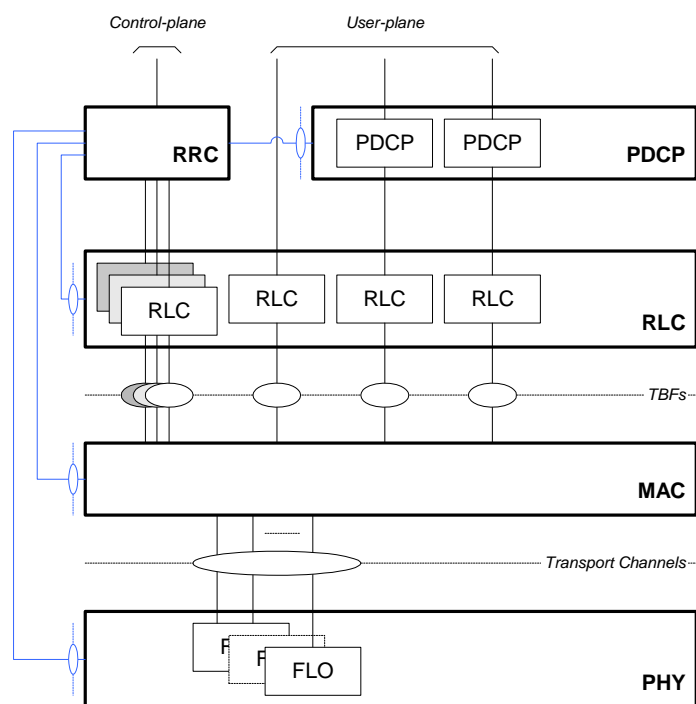 Control-plane
User-plane
RRC
PDCP
PDCP
PDCP
RLC
RLC
RLC
RLC
RLC
TBFs
MAC
Transport Channels
F
F
FLO
PHY